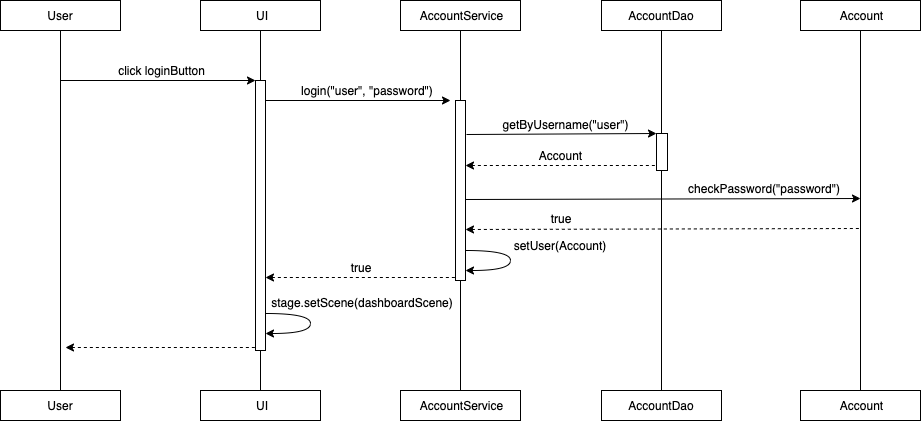 User
UI
AccountService
AccountDao
Account
click loginButton
login("user", "password")
getByUsername("user")
Account
checkPassword("password")
true
setUser(Account)
true
stage.setScene(dashboardScene)
User
UI
AccountService
AccountDao
Account